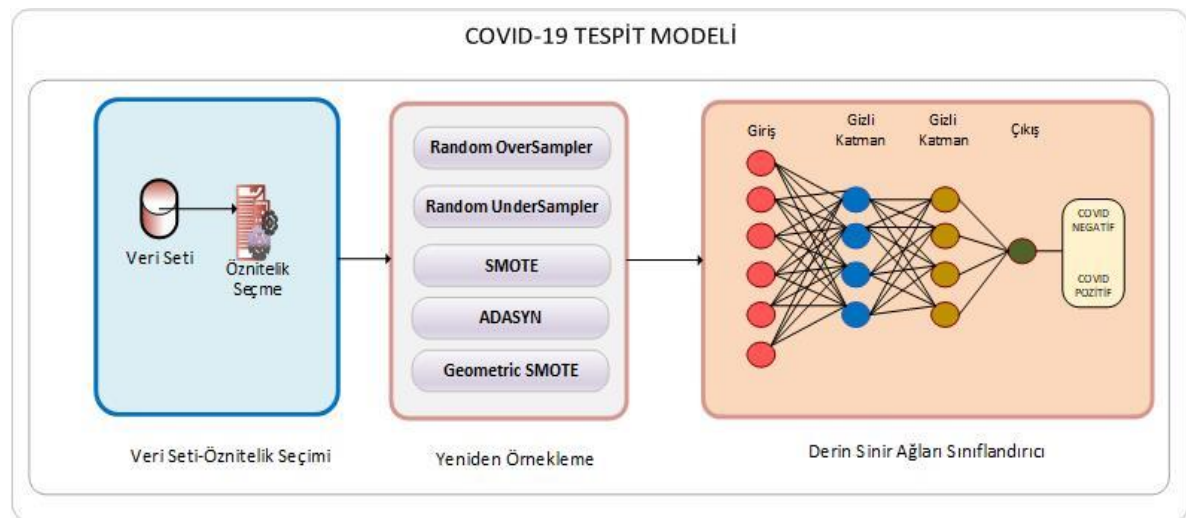 COVID-19 TESPİT MODELİ
Veri Seti
Öznitelik
Seçme
Veri Seti-Öznitelik Seçimi
Random OverSampler
Random UnderSampler
SMOTE
ADASYN
Geometric SMOTE
Yeniden Örnekleme
Giriş
Gizli
Katman
Gizli
Katman
Çıkış
COVID
NEGATİF
COVID
POZİTİF
Derin Sinir Ağları Sınıflandırıcı